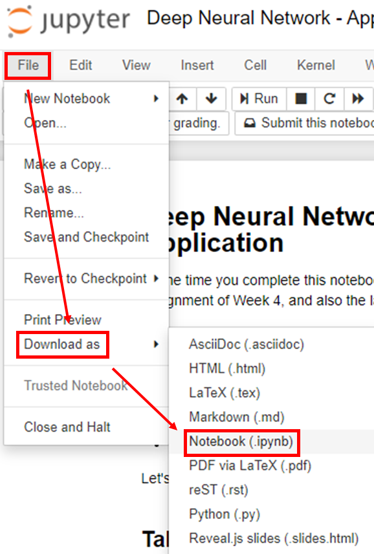 jupyter Deep Neural Network - App
File Edit View Insert Cell Kernel W
New Notebook Run
Open... grading. Submit this notebo
Make a Copy...
Save as...
Rename...
Save and Checkpoint
eep Neural Netwo
pplication
Revert to Checkpoint
ne time you complete this notebo
gnment of Week 4, and also the la
Print Preview
Download as
AsciiDoc (.asciidoc)
HTML (.html)
Trusted Notebook
LaTeX (.tex)
Markdown (.md)
Close and Halt
Notebook (.ipynb)
PDF via LaTeX (.pdf)
Let's
reST (.rst)
Python (.py)
Tal
Reveal.js slides (.slides.html)